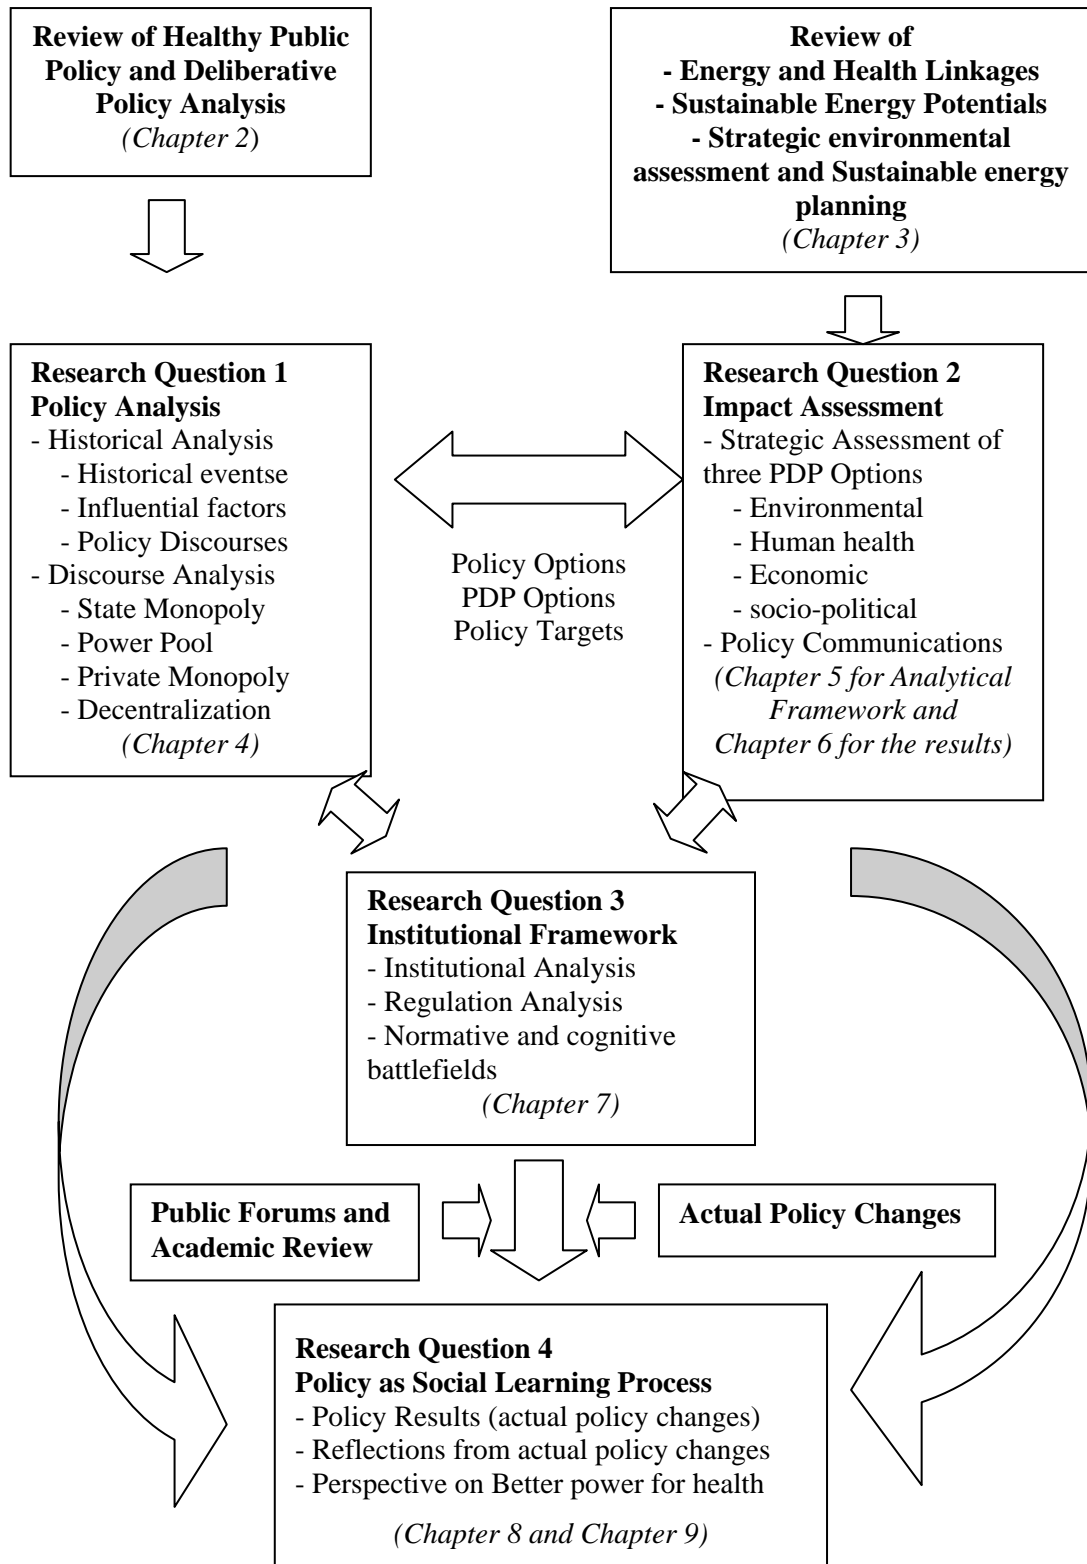 Review of Healthy Public
Policy and Deliberative
Policy Analysis
(Chapter 2)
Review of
- Energy and Health Linkages
- Sustainable Energy Potentials
- Strategic environmental
assessment and Sustainable energy
planning
(Chapter 3)
Research Question 1
Policy Analysis
- Historical Analysis
- Historical eventse
- Influential factors
- Policy Discourses
- Discourse Analysis
- State Monopoly
- Power Pool
- Private Monopoly
- Decentralization
(Chapter 4)
Policy Options
PDP Options
Policy Targets
Research Question 2
Impact Assessment
- Strategic Assessment of
three PDP Options
- Environmental
- Human health
- Economic
- socio-political
- Policy Communications
(Chapter 5 for Analytical
Framework and
Chapter 6 for the results)
Research Question 3
Institutional Framework
- Institutional Analysis
- Regulation Analysis
- Normative and cognitive
battlefields
(Chapter 7)
Public Forums and
Academic Review
Actual Policy Changes
Research Question 4
Policy as Social Learning Process
- Policy Results (actual policy changes)
- Reflections from actual policy changes
- Perspective on Better power for health
(Chapter 8 and Chapter 9)